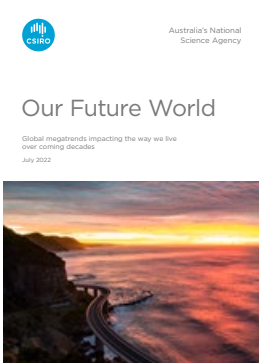 CSIRO
Australia's National
Science Agency
Our Future World
Global megatrends impacting the way we live
over coming decades
July 2022